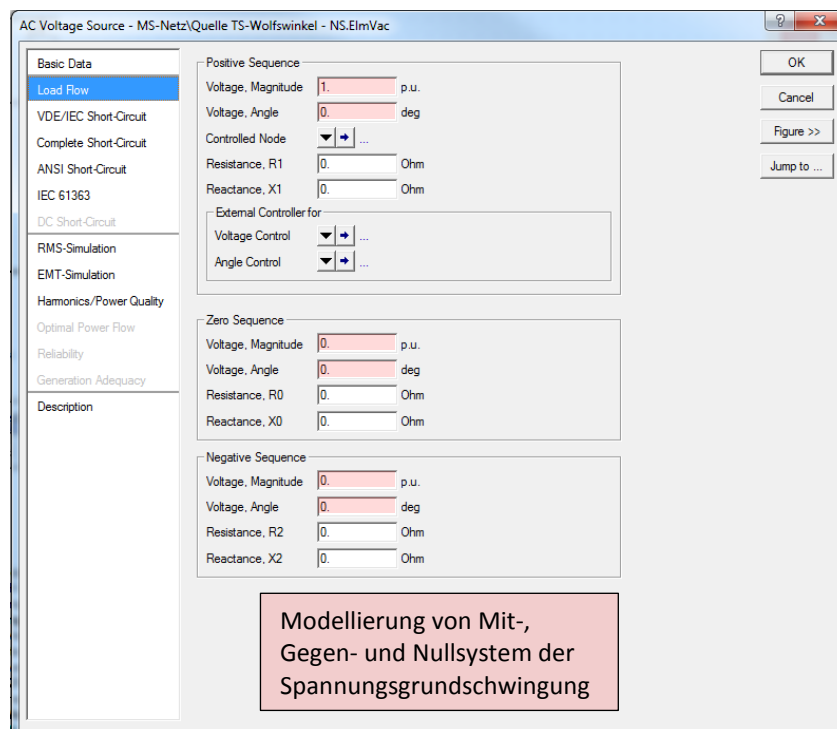 AC Voltage Source - MS-Netz\Quelle TS-Wolfswinkel - NS.ElmVac
Basic Data
Load Flow
VDE/IEC Short-Circuit
Complete Short-Circuit
ANSI Short-Circuit
IEC 61363
DC Short-Circuit
RMS-Simulation
EMT-Simulation
Harmonics/Power Quality
Optimal Power Flow
Reliability
Generation Adequacy
Description
Positive Sequence
Voltage, Magnitude 1. p.u.
Voltage, Angle 0. deg
Controlled Node ...
Resistance, R1 0. Ohm
Reactance, X1 0. Ohm
External Controller for
Voltage Control ...
Angle Control ...
Zero Sequence
Voltage, Magnitude 0. p.u.
Voltage, Angle 0. deg
Resistance, R0 0. Ohm
Reactance, X0 0. Ohm
Negative Sequence
Voltage, Magnitude 0. p.u.
Voltage, Angle 0. deg
Resistance, R2 0. Ohm
Reactance, X2 0. Ohm
OK
Cancel
Figure >>
Jump to ...
Modellierung von Mit-,
Gegen- und Nullsystem der
Spannungsgrundschwingung